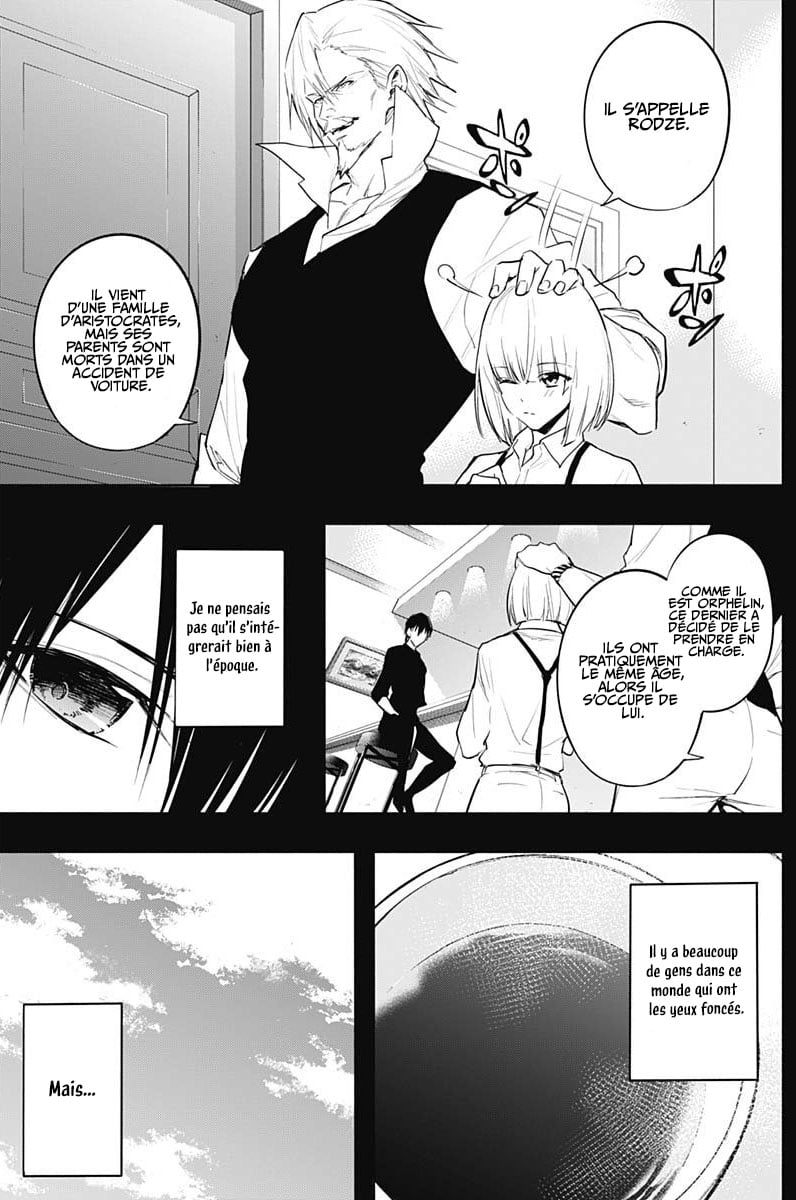 IL S'APPELLE
RODZE.
ポ
ポ
IL VIENT
D'UNE FAMILLE
D'ARISTOCRATES,
MAIS SES
PARENTS SONT
MORTS DANS UN
ACCIDENT DE
VOITURE.
COMME IL
EST ORPHELIN,
CE DERNIER A
DÉCIDÉ DE LE
PRENDRE EN
CHARGE.
ILS ONT
PRATIQUEMENT
LE MÊME ÂGE,
ALORS IL
S'OCCUPE DE
LUI.
Je ne pensais
pas qu'il s'inté-
grerait bien à
l'époque.
Il y a beaucoup
de gens dans ce
monde qui ont
les yeux foncés.
Mais...